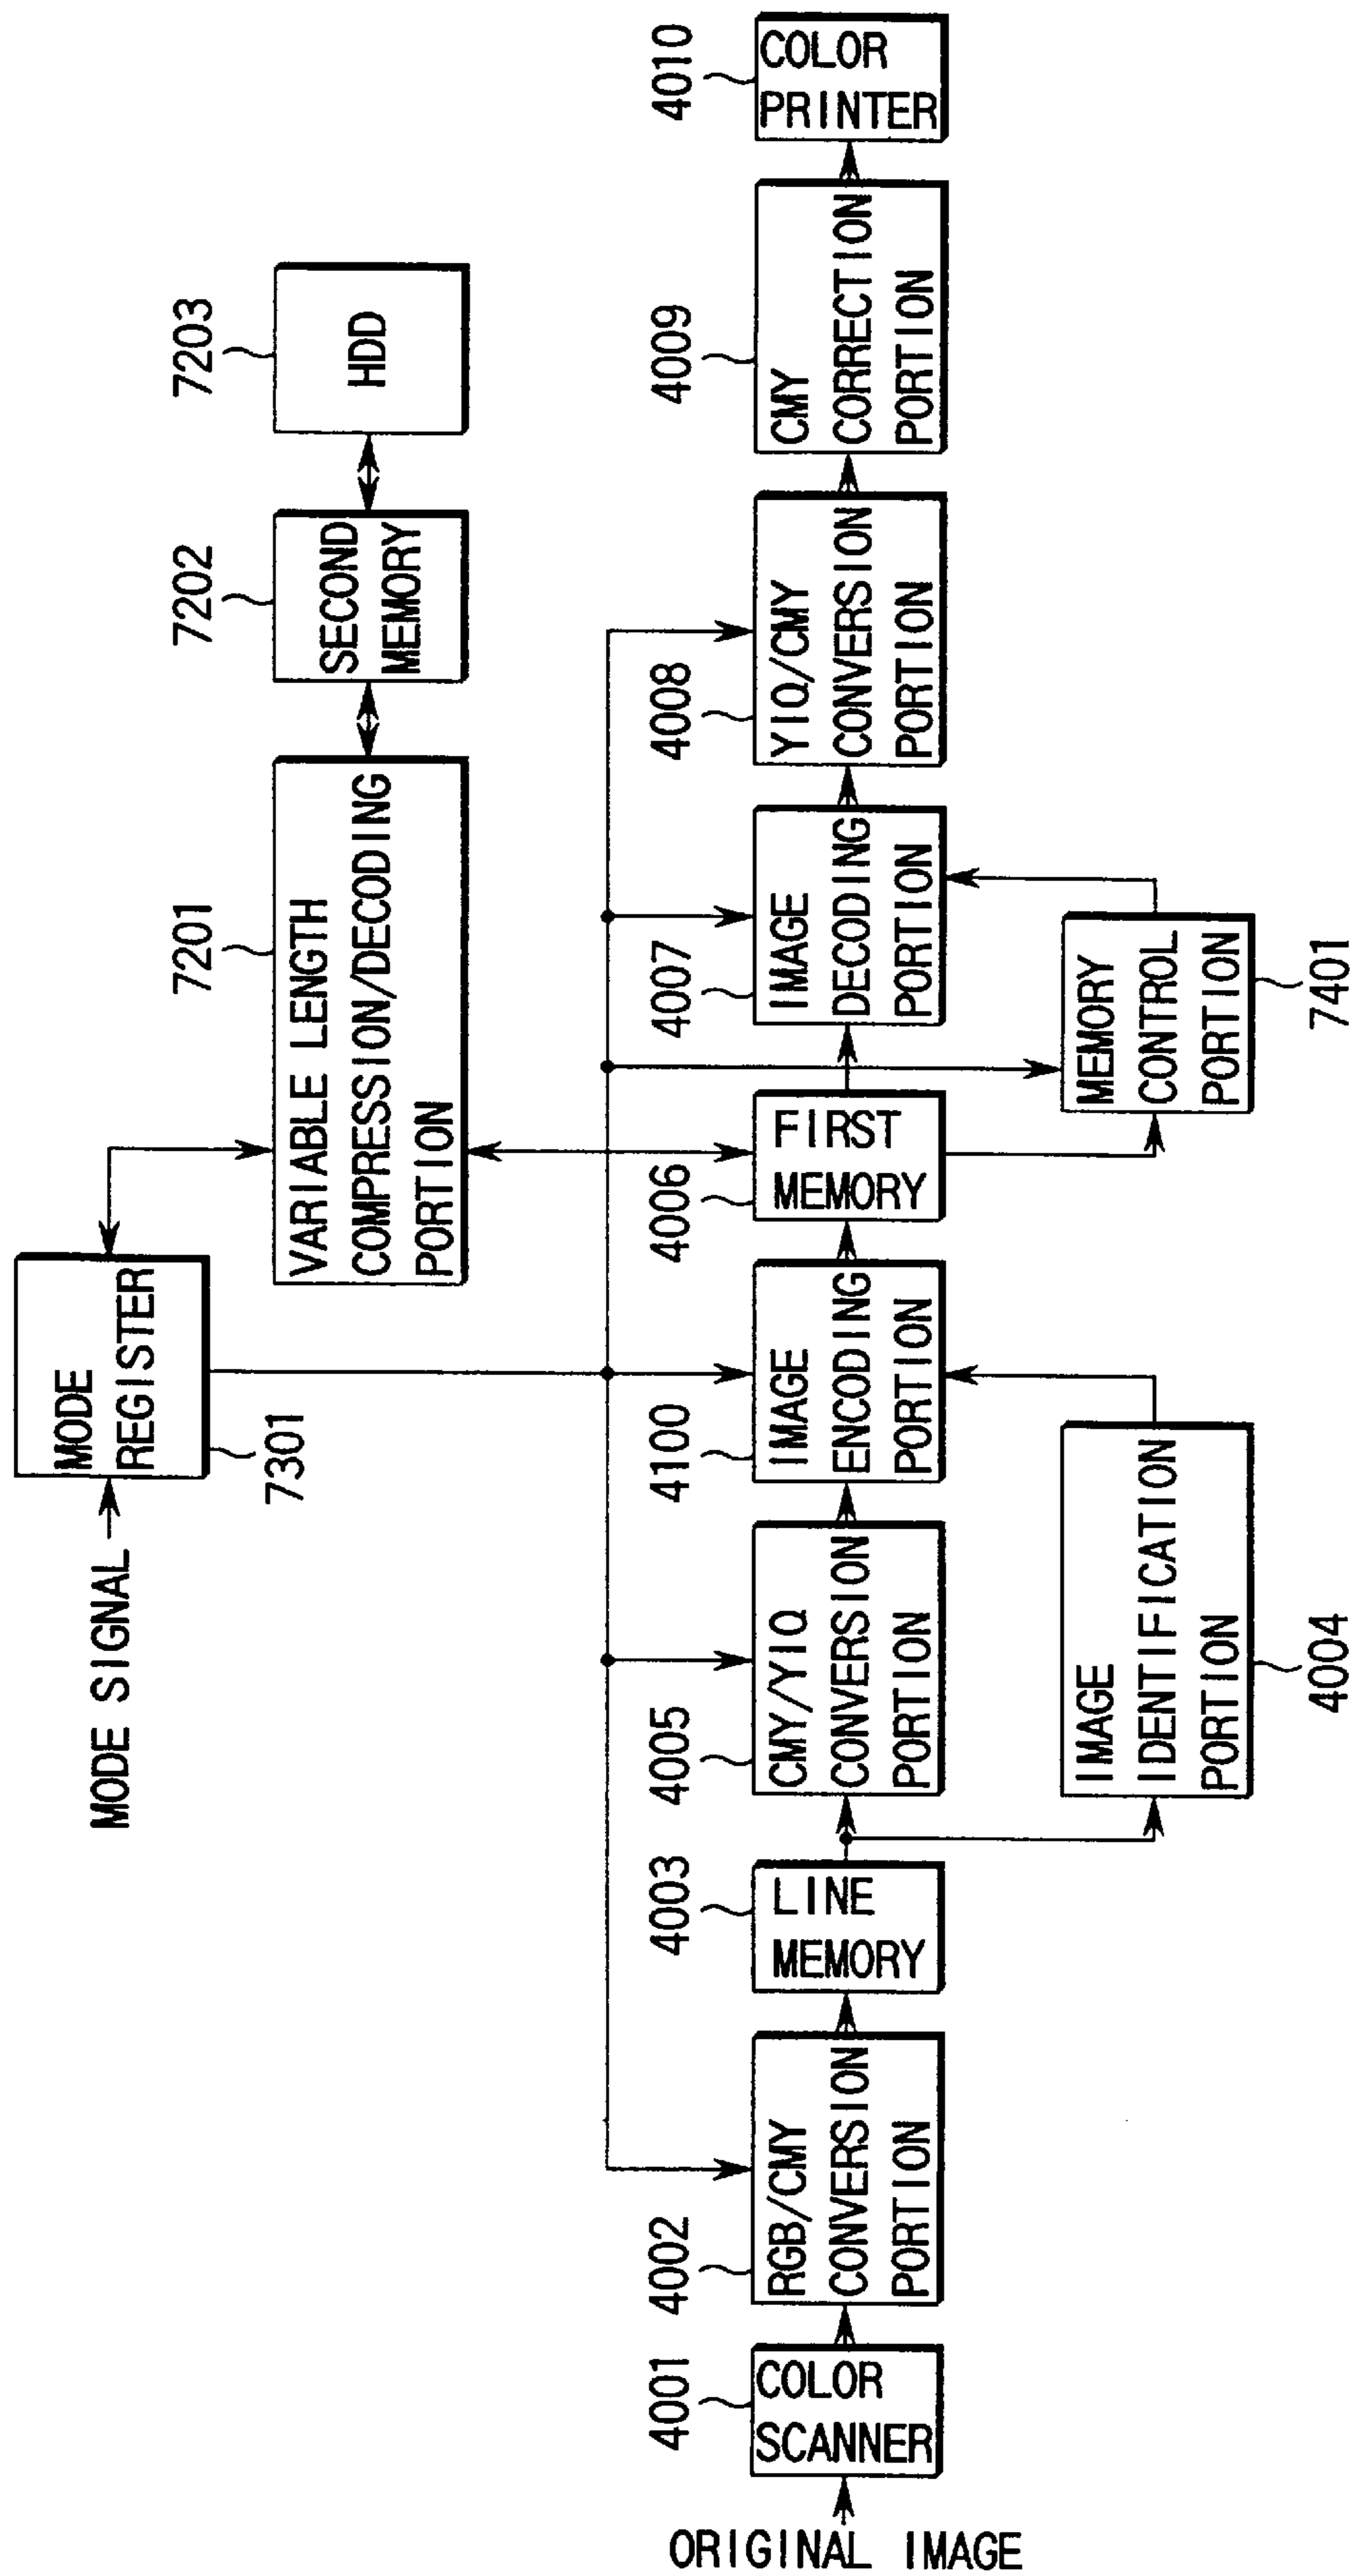 MODE SIGNAL
MODE
REGISTER
7301
7201
VARIABLE LENGTH
COMPRESSION/DECODING
PORTION
7202
SECOND
MEMORY
7203
HDD
ORIGINAL IMAGE
4001
COLOR
SCANNER
4002
RGB/CMY
CONVERSION
PORTION
4003
LINE
MEMORY
4005
CMY/YIQ
CONVERSION
PORTION
4100
IMAGE
ENCODING
PORTION
4006
FIRST
MEMORY
4007
IMAGE
DECODING
PORTION
4008
YIQ/CMY
CONVERSION
PORTION
4009
CMY
CORRECTION
PORTION
4010
COLOR
PRINTER
IMAGE
IDENTIFICATION
PORTION
4004
MEMORY
CONTROL
PORTION
7401